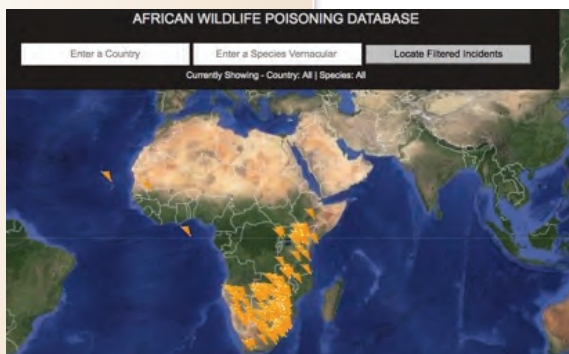 AFRICAN WILDLIFE POISONING DATABASE
Enter a Country Enter a Species Vernacular Locate Filtered Incidents
Currently Showing - Country: All | Species: All